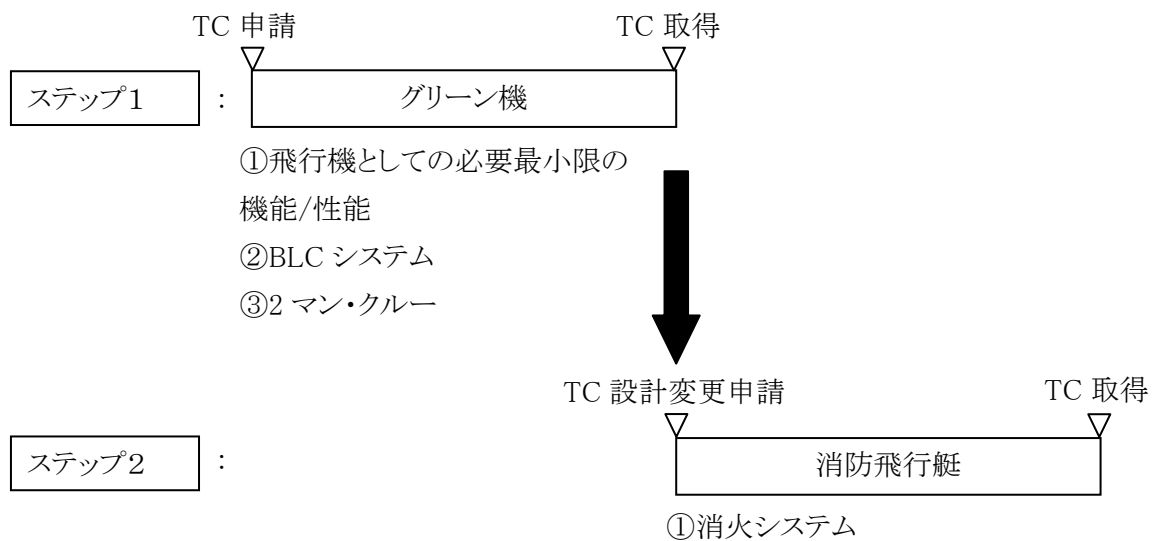 TC 申請
TC 取得
ステップ1 :
グリーン機
①飛行機としての必要最小限の
機能/性能
②BLC システム
③2 マン・クルー
TC 設計変更申請
TC 取得
ステップ2 :
消防飛行艇
①消火システム